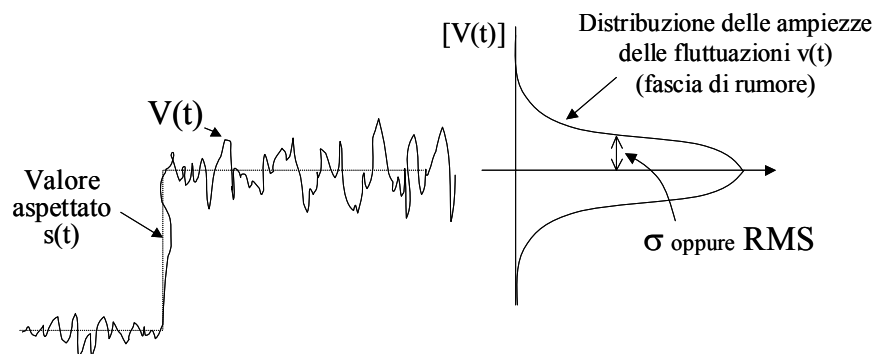 [V(t)]
Distribuzione delle ampiezze
delle fluttuazioni v(t)
(fascia di rumore)
V(t)
Valore
aspettato
s(t)
σ oppure RMS